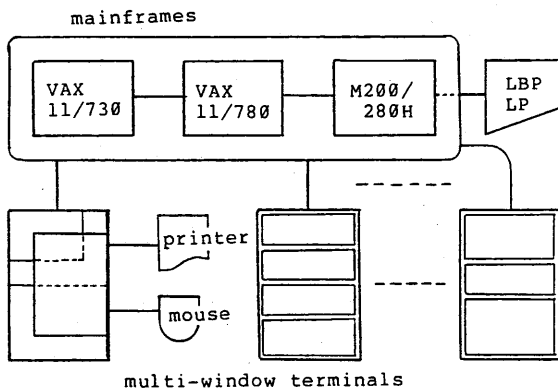 mainframes
VAX
11/730
VAX
11/780
M200/
280H
LBP
LP
printer
mouse
multi-window terminals